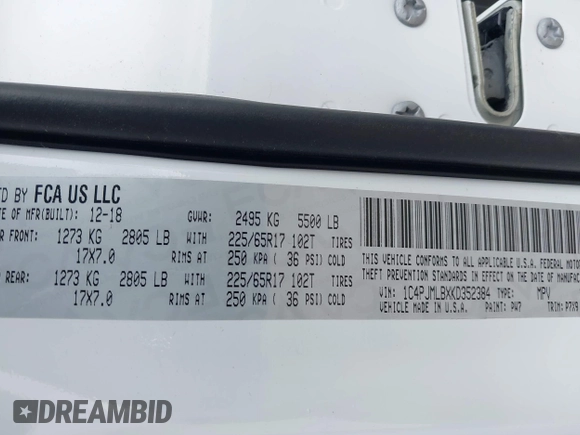 TD BY FCA US LLC
TE OF MFR(BUILT): 12-18 GVWR: 2495 KG 5500 LB
R FRONT: 1273 KG 2805 LB WITH 225/65R17 102T TIRES
17X7.0 RIMS AT 250 KPA ( 36 PSI) COLD
REAR: 1273 KG 2805 LB WITH 225/65R17 102T TIRES
17X7.0 RIMS AT 250 KPA ( 36 PSI) COLD
THIS VEHICLE CONFORMS TO ALL APPLICABLE U.S.A. FEDERAL MOTOR
THEFT PREVENTION STANDARDS IN EFFECT ON THE DATE OF MANUFAC
VIN: 1C4PJMLBXKD352384 TYPE: MPV
VEHICLE MADE IN U.S.A. PAINT: PW7 TRIM: P7X9
DREAMBID